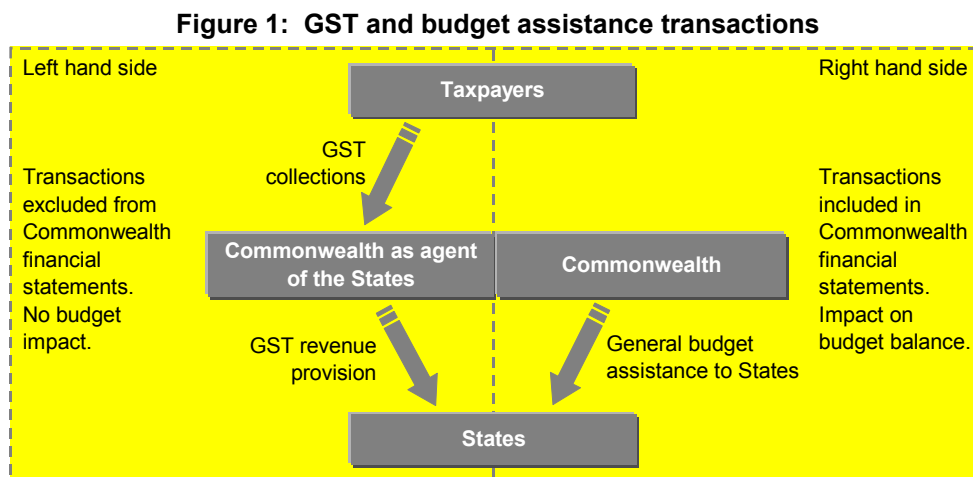 Figure 1:  GST and budget assistance transactions
Left hand side
Right hand side
Taxpayers
GST
collections
Transactions
excluded from
Commonwealth
financial
statements.
No budget
impact.
Transactions
included in
Commonwealth
financial
statements.
Impact on
budget balance.
Commonwealth as agent
of the States
Commonwealth
GST revenue
provision
General budget
assistance to States
States